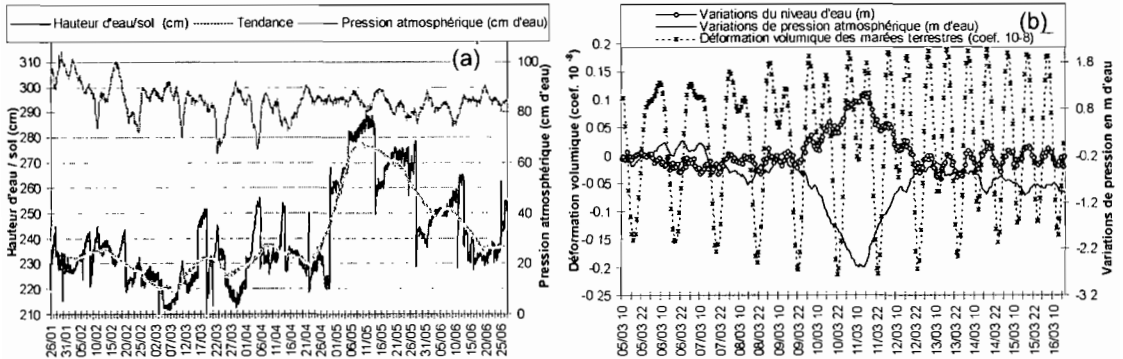 Hauteur d'eau/sol (cm) Tendance Pression atmosphérique (cm d'eau)
(a)
Hauteur d'eau / sol (cm)
310
300
290
280
270
260
250
240
230
220
210
100
80
60
40
20
0
Pression atmosphérique (cm d'eau)
26/01 31/01 05/02 10/02 15/02 20/02 25/02 02/03 07/03 12/03 17/03 22/03 27/03 01/04 06/04 11/04 16/04 21/04 26/04 01/05 06/05 11/05 16/05 21/05 26/05 31/05 05/06 10/06 15/06 20/06 25/06
Variations du niveau d'eau (m)
Variations de pression atmosphérique (m d'eau)
Déformation volumique des marées terrestres (coef. 10-8)
(b)
Déformation volumique (coef. 10⁻⁸)
0.2
0.15
0.1
0.05
0
-0.05
-0.1
-0.15
-0.2
-0.25
1.8
0.8
-0.2
-1.2
-2.2
-3.2
Variations de pression en m d'eau
05/03 10 05/03 22 06/03 10 06/03 22 07/03 10 07/03 22 08/03 10 08/03 22 09/03 10 09/03 22 10/03 10 10/03 22 11/03 10 11/03 22 12/03 10 12/03 22 13/03 10 13/03 22 14/03 10 14/03 22 15/03 10 15/03 22 16/03 10